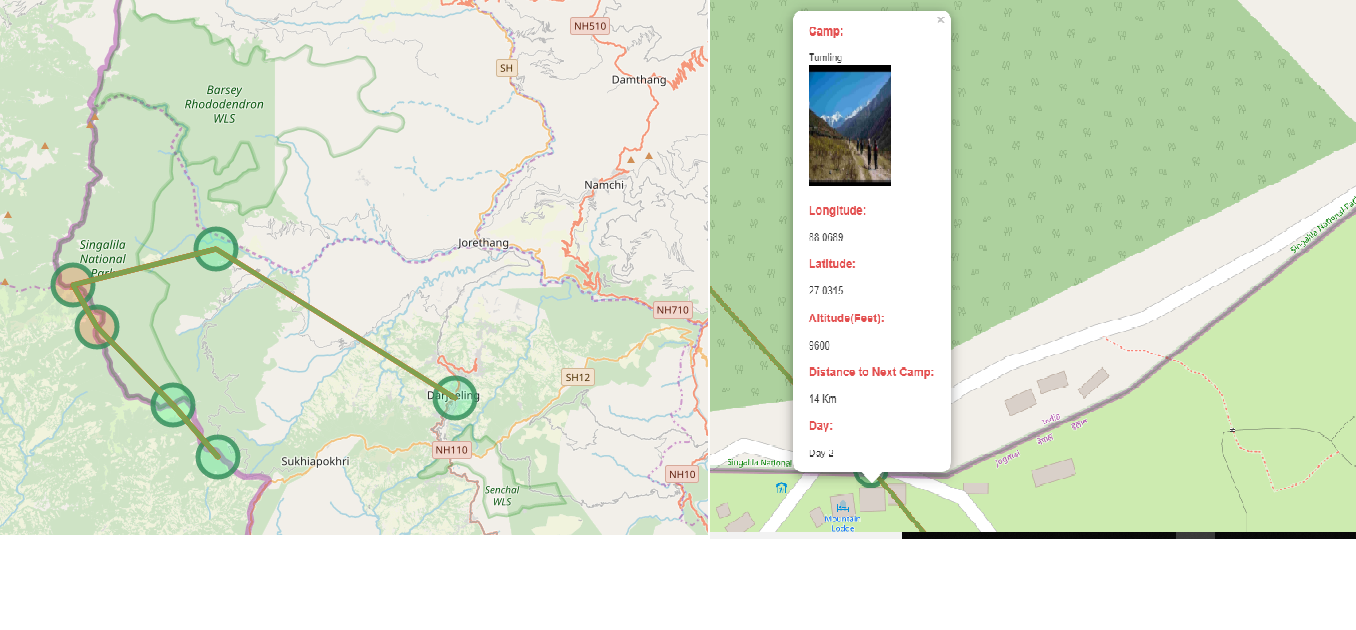 NH510
SH
Damthang
Barsey
Rhododendron
WLS
Namchi
Jorethang
Singalila
National
Park
NH710
SH12
Darjeeling
NH110
Sukhiapokhri
Senchal
WLS
NH10
Camp:
Tumling
Longitude:
88.0689
Latitude:
27.0315
Altitude(Feet):
9600
Distance to Next Camp:
14 Km
Day:
Day 2
×
Singalila National
Singalila National Pa
Mountain
Lodge